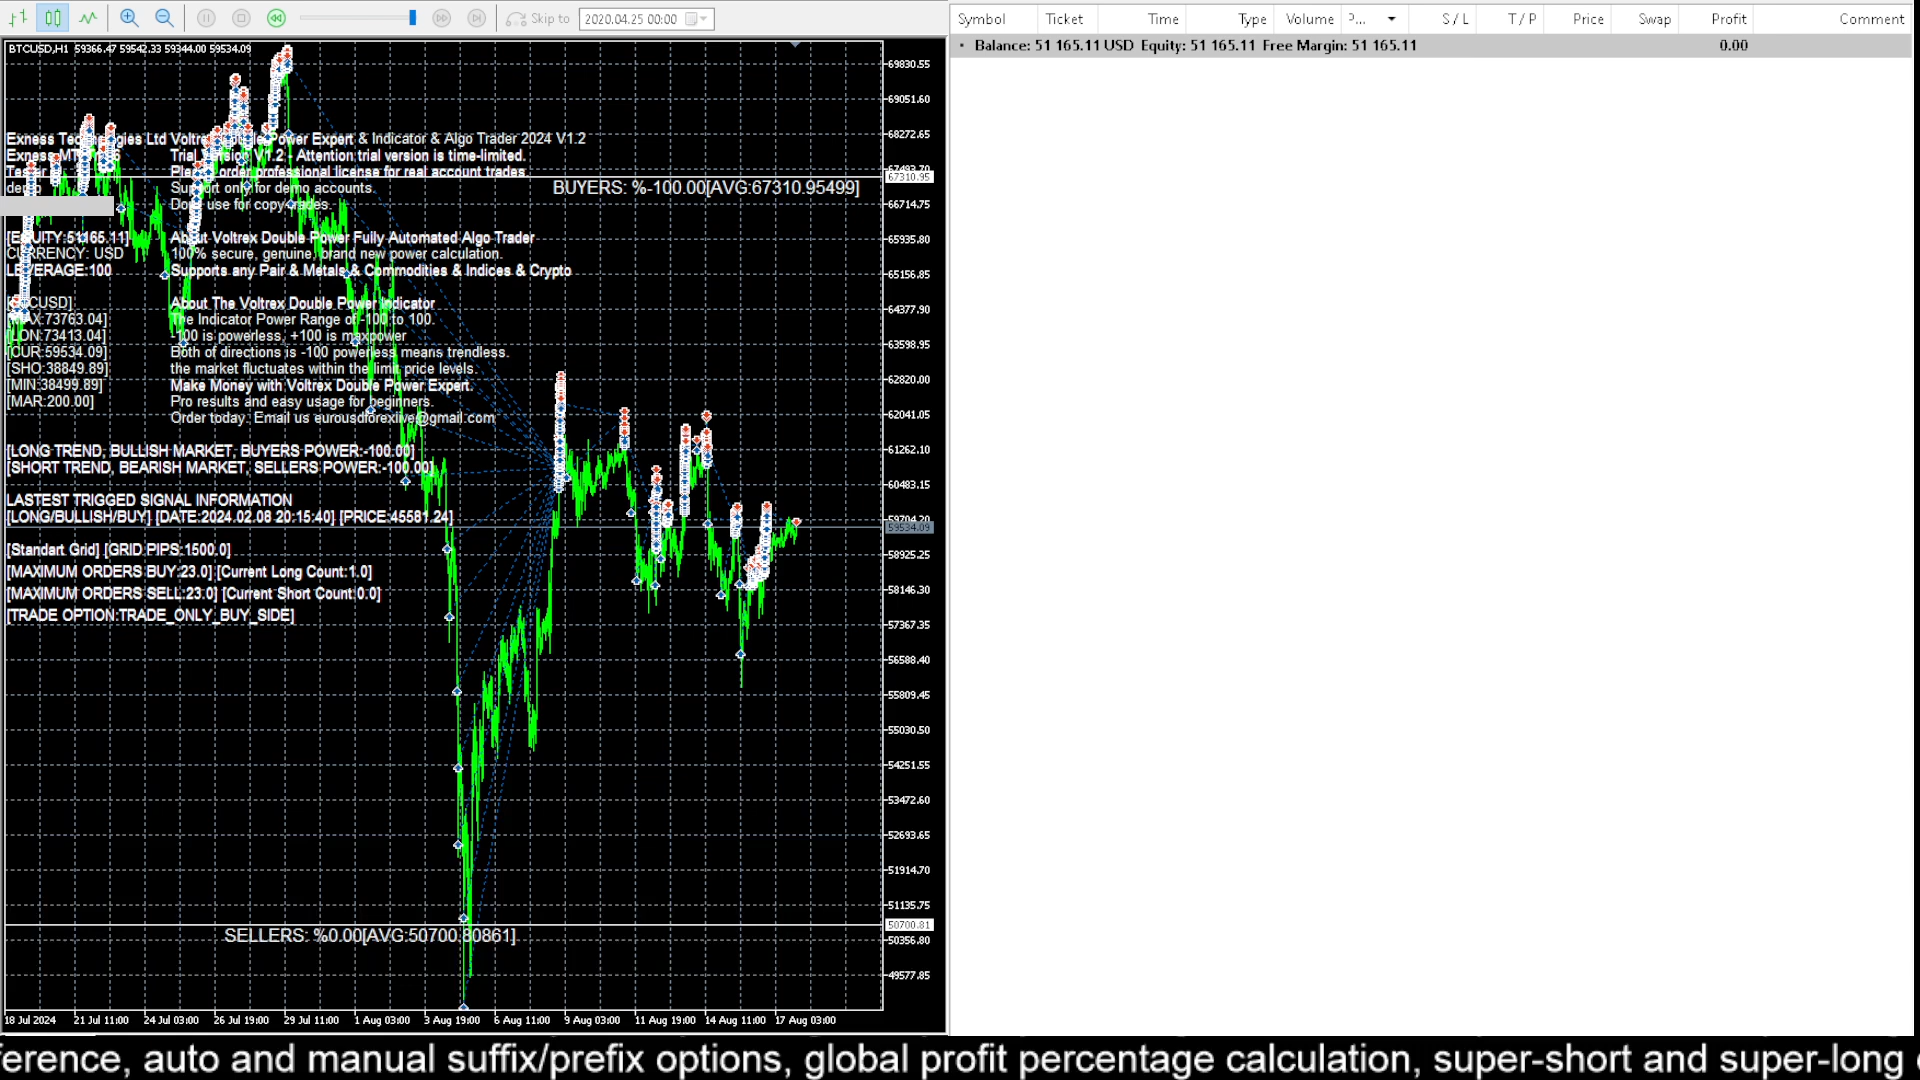 Skip to 2020.04.25 00:00
Symbol Ticket Time Type Volume P... S / L T / P Price Swap Profit Comment
Balance: 51 165.11 USD Equity: 51 165.11 Free Margin: 51 165.11 0.00
BTCUSD,H1 59366.47 59542.33 59344.00 59534.09
Exness Ltd Power Expert & Indicator & Algo Trader 2024 V1.2
Trial V1.2 - Attention trial version is time-limited.
order professional license for real account trades.
only for demo accounts.
use for copy trades.
BUYERS: %-100.00[AVG:67310.95499]
[EQUITY:51165.11] About Voltrex Double Power Fully Automated Algo Trader
CURRENCY: USD 100% secure, genuine, brand new power calculation.
LEVERAGE:100 Supports any Pair & Metals & Commodities & Indices & Crypto
About The Voltrex Double Power Indicator
The Indicator Power Range of -100 to 100.
-100 is powerless, +100 is maxpower
[CUR:59534.09] Both of directions is -100 powerless means trendless.
[SHO:38849.89] the market fluctuates within the limit price levels.
[MIN:38499.89] Make Money with Voltrex Double Power Expert.
[MAR:200.00] Pro results and easy usage for beginners.
Order today. Email us eurousdforexlive@gmail.com
[LONG TREND, BULLISH MARKET, BUYERS POWER:-100.00]
[SHORT TREND, BEARISH MARKET, SELLERS POWER:-100.00]
LASTEST TRIGGED SIGNAL INFORMATION
[LONG/BULLISH/BUY] [DATE:2024.02.08 20:15:40] [PRICE:45581.24]
[Standart Grid] [GRID PIPS:1500.0]
[MAXIMUM ORDERS BUY:23.0] [Current Long Count:1.0]
[MAXIMUM ORDERS SELL:23.0] [Current Short Count:0.0]
[TRADE OPTION:TRADE_ONLY_BUY_SIDE]
SELLERS: %0.00[AVG:50700.80861]
69830.55
69051.60
68272.65
67310.95
66714.75
65935.80
65156.85
64377.90
63598.95
62820.00
62041.05
61262.10
60483.15
59534.09
58925.25
58146.30
57367.35
56588.40
55809.45
55030.50
54251.55
53472.60
52693.65
51914.70
51135.75
50700.81
50356.80
49577.85
18 Jul 2024 21 Jul 11:00 24 Jul 03:00 26 Jul 19:00 29 Jul 11:00 1 Aug 03:00 3 Aug 19:00 6 Aug 11:00 9 Aug 03:00 11 Aug 19:00 14 Aug 11:00 17 Aug 03:00
ference, auto and manual suffix/prefix options, global profit percentage calculation, super-short and super-long